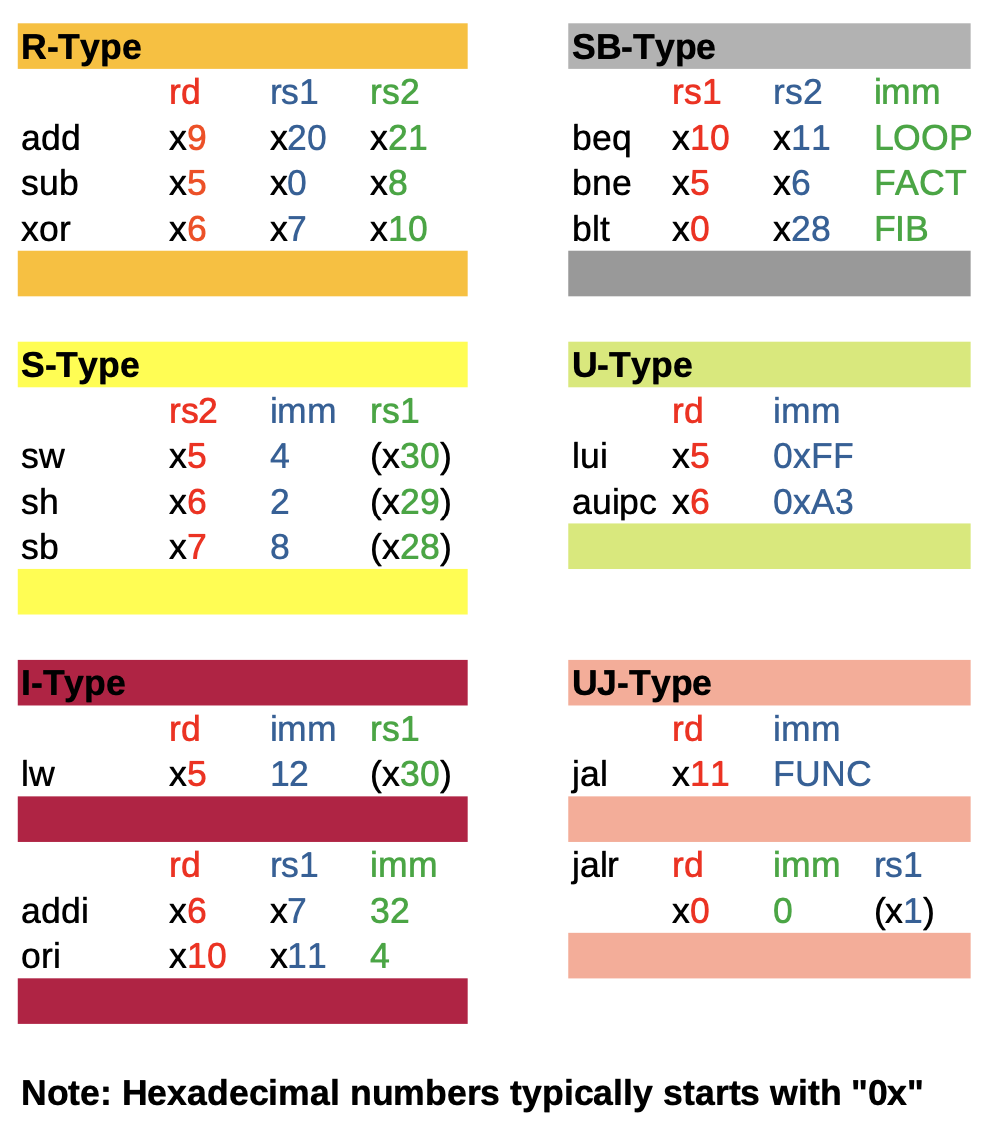 R-Type
rd rs1 rs2
add x9 x20 x21
sub x5 x0 x8
xor x6 x7 x10
S-Type
rs2 imm rs1
sw x5 4 (x30)
sh x6 2 (x29)
sb x7 8 (x28)
I-Type
rd imm rs1
lw x5 12 (x30)
rd rs1 imm
addi x6 x7 32
ori x10 x11 4
SB-Type
rs1 rs2 imm
beq x10 x11 LOOP
bne x5 x6 FACT
blt x0 x28 FIB
U-Type
rd imm
lui x5 0xFF
auipc x6 0xA3
UJ-Type
rd imm
jal x11 FUNC
jalr rd imm rs1
x0 0 (x1)
Note: Hexadecimal numbers typically starts with "0x"